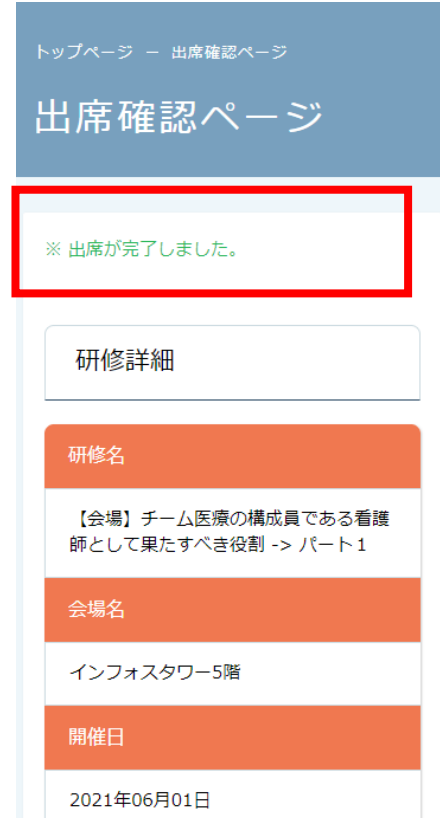 トップページ － 出席確認ページ
出席確認ページ
※ 出席が完了しました。
研修詳細
研修名
【会場】チーム医療の構成員である看護
師として果たすべき役割 -> パート１
会場名
インフォスタワー5階
開催日
2021年06月01日